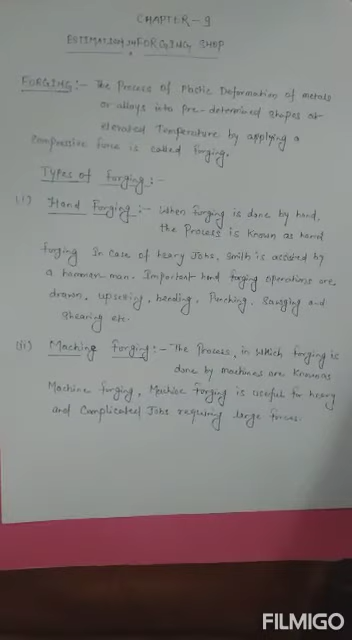 CHAPTER-9
ESTIMATION IN FORGING SHOP
FORGING :- The Process of Plastic Deformation of metals
or alloys into Pre-determined Shapes at
elevated Temperature by applying a
compressive force is called forging.
Types of forging :-
(i) Hand Forging :- When forging is done by hand,
the Process is known as hand
forging In case of heavy Jobs, Smith is assisted by
a hammer-man. Important hand forging operations are
drawn, upsetting, bending, Punching, Swaging and
Shearing etc.
(ii) Machine forging :- The Process, in Which forging is
done by machines are known as
Machine forging, Machine forging is useful for heavy
and Complicated Jobs requiring large forces.
FILMIGO